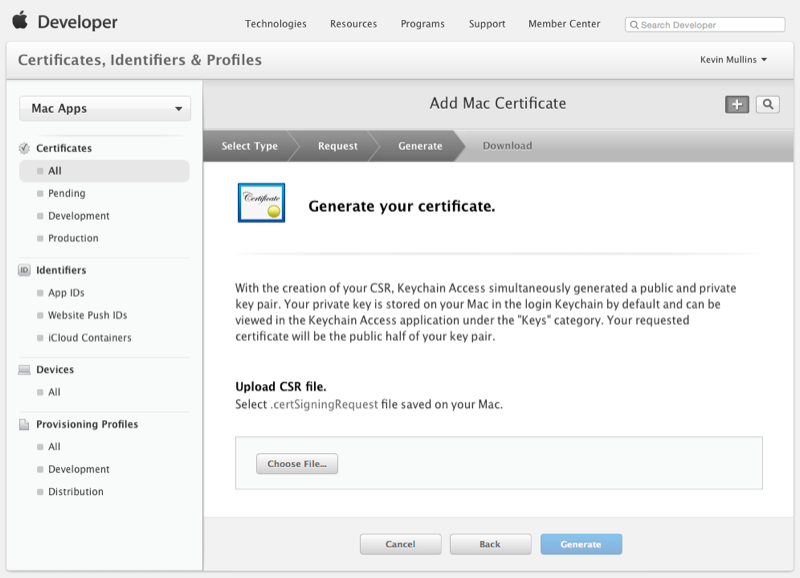 Developer
Technologies
Resources
Programs
Support
Member Center
Search Developer
Certificates, Identifiers & Profiles
Kevin Mullins
Mac Apps
Certificates
All
Pending
Development
Production
ID
Identifiers
App IDs
Website Push IDs
iCloud Containers
Devices
All
Provisioning Profiles
All
Development
Distribution
Add Mac Certificate
Select Type
Request
Generate
Download
Certificate
Generate your certificate.
With the creation of your CSR, Keychain Access simultaneously generated a public and private
key pair. Your private key is stored on your Mac in the login Keychain by default and can be
viewed in the Keychain Access application under the "Keys" category. Your requested
certificate will be the public half of your key pair.
Upload CSR file.
Select .certSigningRequest file saved on your Mac.
Choose File...
Cancel
Back
Generate